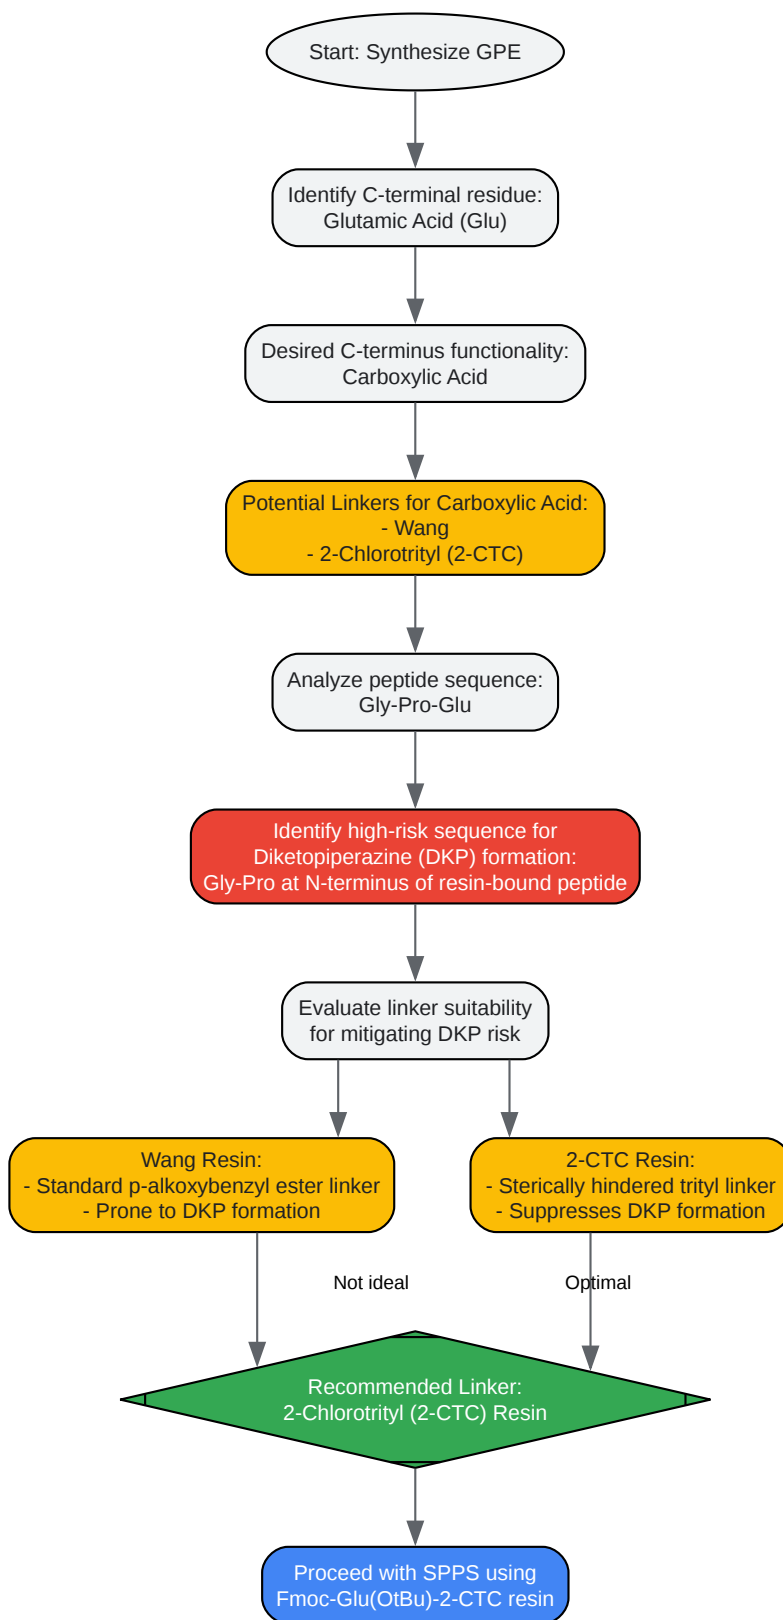 Start: Synthesize GPE
Identify C-terminal residue:
Glutamic Acid (Glu)
Desired C-terminus functionality:
Carboxylic Acid
Potential Linkers for Carboxylic Acid:
- Wang
- 2-Chlorotrityl (2-CTC)
Analyze peptide sequence:
Gly-Pro-Glu
Identify high-risk sequence for
Diketopiperazine (DKP) formation:
Gly-Pro at N-terminus of resin-bound peptide
Evaluate linker suitability
for mitigating DKP risk
Wang Resin:
- Standard p-alkoxybenzyl ester linker
- Prone to DKP formation
2-CTC Resin:
- Sterically hindered trityl linker
- Suppresses DKP formation
Not ideal
Optimal
Recommended Linker:
2-Chlorotrityl (2-CTC) Resin
Proceed with SPPS using
Fmoc-Glu(OtBu)-2-CTC resin